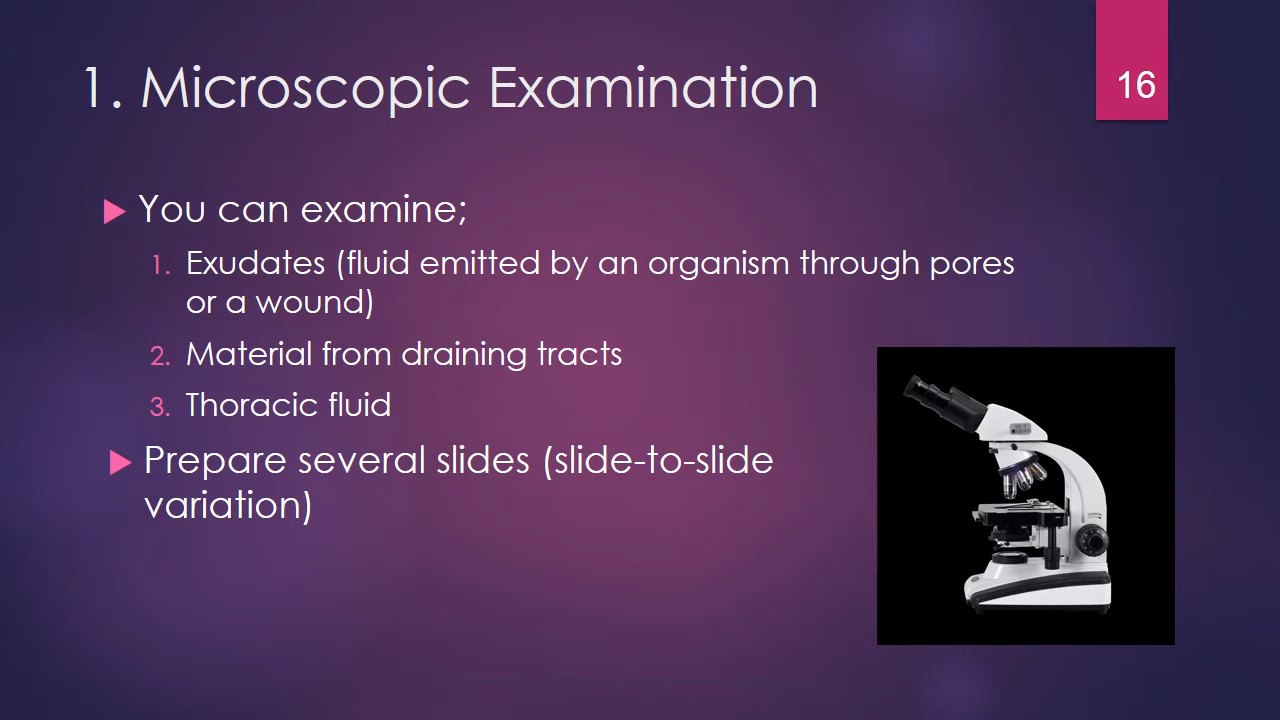 1. Microscopic Examination
16
You can examine;
1. Exudates (fluid emitted by an organism through pores
or a wound)
2. Material from draining tracts
3. Thoracic fluid
Prepare several slides (slide-to-slide
variation)